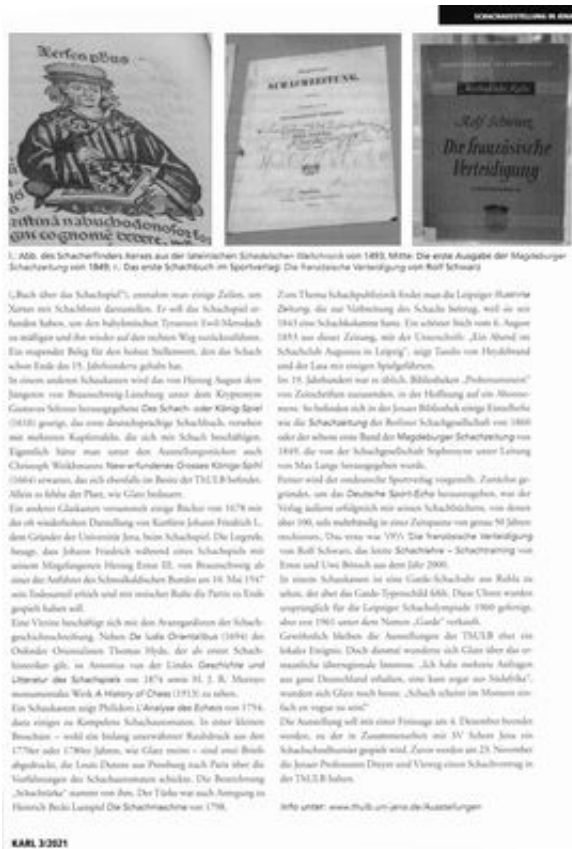 SCHACHAUSSTELLUNG IN JENA
Xerses phūs
SCHACHZEITUNG.
Rolf Schwarz
Die französische
Verteidigung
l.: Abb. des Schacherfinders Xerxes aus der lateinischen Schedelschen Weltchronik von 1493; Mitte: Die erste Ausgabe der Magdeburger
Schachzeitung von 1849; r.: Das erste Schachbuch im Sportverlag: Die französische Verteidigung von Rolf Schwarz
(„Buch über das Schachspiel“), entnahm man einige Zeilen, um
Xerxes mit Schachbrett darzustellen. Er soll das Schachspiel er-
funden haben, um den babylonischen Tyrannen Evil-Merodach
zu mäßigen und ihn wieder auf den rechten Weg zurückzuführen.
Ein Beleg für den hohen Stellenwert, den das Schach
schon Ende des 15. Jahrhunderts gehabt hat.
In einem anderen Schaukasten wird das von Herzog August dem
Jüngeren von Braunschweig-Lüneburg unter dem Kryptonym
Gustavus Selenus herausgegebene Das Schach- oder König-Spiel
(1616) gezeigt, das erste deutschsprachige Schachbuch, versehen
mit mehreren Kupfertafeln, die sich mit Schach beschäftigen.
Eigentlich hätte man unter den Ausstellungsstücken auch
Christoph Weickhmanns New-erfundenes Grosses Königs-Spihl
(1664) erwartet, das sich ebenfalls im Besitz der ThULB befindet.
Allein es fehlte der Platz, wie Glatz bedauert.
Ein anderer Glaskasten versammelt einige Bücher von 1678 mit
der oft wiederholten Darstellung von Kurfürst Johann Friedrich I.,
dem Gründer der Universität Jena, beim Schachspiel. Die Legende
besagt, dass Johann Friedrich während eines Schachspiels mit
seinem Mitgefangenen Herzog Ernst III. von Braunschweig als
einer der Anführer des Schmalkaldischen Bundes am 10. Mai 1547
sein Todesurteil erhielt und mit stoischer Ruhe die Partie zu Ende
gespielt haben soll.
Eine Vitrine beschäftigt sich mit den Avantgardisten der Schach-
geschichtsschreibung. Neben De ludis Orientalibus (1694) des
Oxforder Orientalisten Thomas Hyde, der als erster Schach-
historiker gilt, ist Antonius van der Lindes Geschichte und
Litteratur des Schachspiels von 1874 sowie H. J. R. Murrays
monumentales Werk A History of Chess (1913) zu sehen.
Ein Schaukasten zeigt Philidors L'Analyse des Echecs von 1754,
dazu einiges zu Kempelens Schachautomaten. In einer kleinen
Broschüre – wohl ein bislang unerwähnter Raubdruck aus den
1770er oder 1780er Jahren, wie Glatz meint – sind zwei Briefe
abgedruckt, die Louis Dutens aus Pressburg nach Paris über die
Vorführungen des Schachautomaten schickte. Die Bezeichnung
„Schachtürke“ stammt von ihm. Der Türke war auch Anregung zu
Heinrich Becks Lustspiel Die Schachmaschine von 1798.
Zum Thema Schachpublizistik findet man die Leipziger Illustrirte
Zeitung, die zur Verbreitung des Schachs beitrug, weil sie seit
1843 eine Schachkolumne hatte. Ein schöner Stich vom 6. August
1853 aus dieser Zeitung, mit der Unterschrift: „Ein Abend im
Schachclub Augustea in Leipzig“, zeigt Tassilo von Heydebrand
und der Lasa mit einigen Spielgefährten.
Im 19. Jahrhundert war es üblich, Bibliotheken „Probenummern“
von Zeitschriften zuzusenden, in der Hoffnung auf ein Abonne-
ment. So befinden sich in der Jenaer Bibliothek einige Einzelhefte
wie die Schachzeitung der Berliner Schachgesellschaft von 1860
oder der seltene erste Band der Magdeburger Schachzeitung von
1849, die von der Schachgesellschaft Sophrosyne unter Leitung
von Max Lange herausgegeben wurde.
Ferner wird der ostdeutsche Sportverlag vorgestellt. Zunächst ge-
gründet, um das Deutsche Sport-Echo herauszugeben, war der
Verlag äußerst erfolgreich mit seinen Schachbüchern, von denen
über 100, teils mehrbändig in einer Zeitspanne von genau 50 Jahren
erschienen. Das erste war 1950 Die französische Verteidigung
von Rolf Schwarz, das letzte Schachlehre – Schachtraining von
Ernst und Uwe Bönsch aus dem Jahr 2000.
In einem Schaukasten ist eine Garde-Schachuhr aus Ruhla zu
sehen, der aber das Garde-Typenschild fehlt. Diese Uhren wurden
ursprünglich für die Leipziger Schacholympiade 1960 gefertigt,
aber erst 1961 unter dem Namen „Garde“ verkauft.
Gewöhnlich bleiben die Ausstellungen der ThULB eher ein
lokales Ereignis. Doch diesmal wunderte sich Glatz über das er-
staunliche überregionale Interesse. „Ich habe mehrere Anfragen
aus ganz Deutschland erhalten, eine kam sogar aus Südafrika“,
wundert sich Glatz noch heute. „Schach scheint im Moment ein-
fach en vogue zu sein!“
Die Ausstellung soll mit einer Finissage am 4. Dezember beendet
werden, zu der in Zusammenarbeit mit SV Schott Jena ein
Schachsimultan gespielt wird. Zuvor werden am 23. November
die Jenaer Professoren Dreyer und Vieweg einen Schachvortrag in
der ThULB halten.
Info unter: www.thulb.uni-jena.de/Ausstellungen
KARL 3/2021